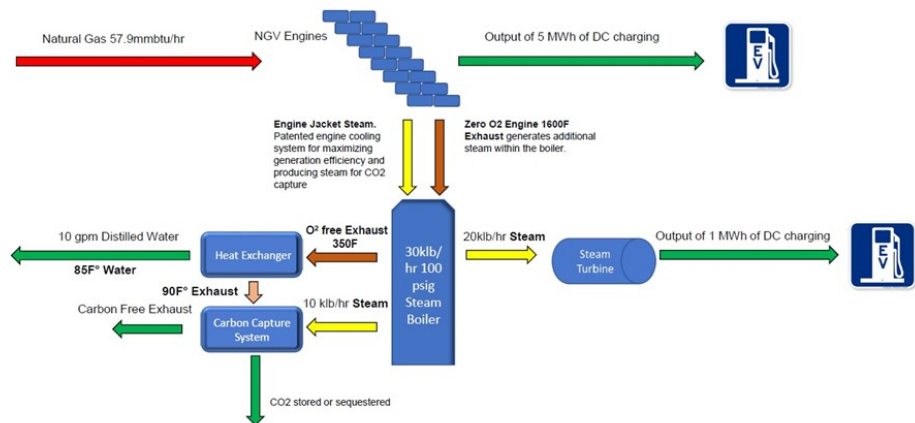 Natural Gas 57.9mmbtu/hr
NGV Engines
Output of 5 MWh of DC charging
EV
Engine Jacket Steam.
Patented engine cooling
system for maximizing
generation efficiency and
producing steam for CO2
capture
Zero O2 Engine 1600F
Exhaust generates additional
steam within the boiler.
10 gpm Distilled Water
85F° Water
Heat Exchanger
O² free Exhaust
350F
30klb/
hr 100
psig
Steam
Boiler
20klb/hr Steam
Steam
Turbine
Output of 1 MWh of DC charging
EV
90F° Exhaust
Carbon Free Exhaust
Carbon Capture
System
10 klb/hr Steam
CO2 stored or sequestered